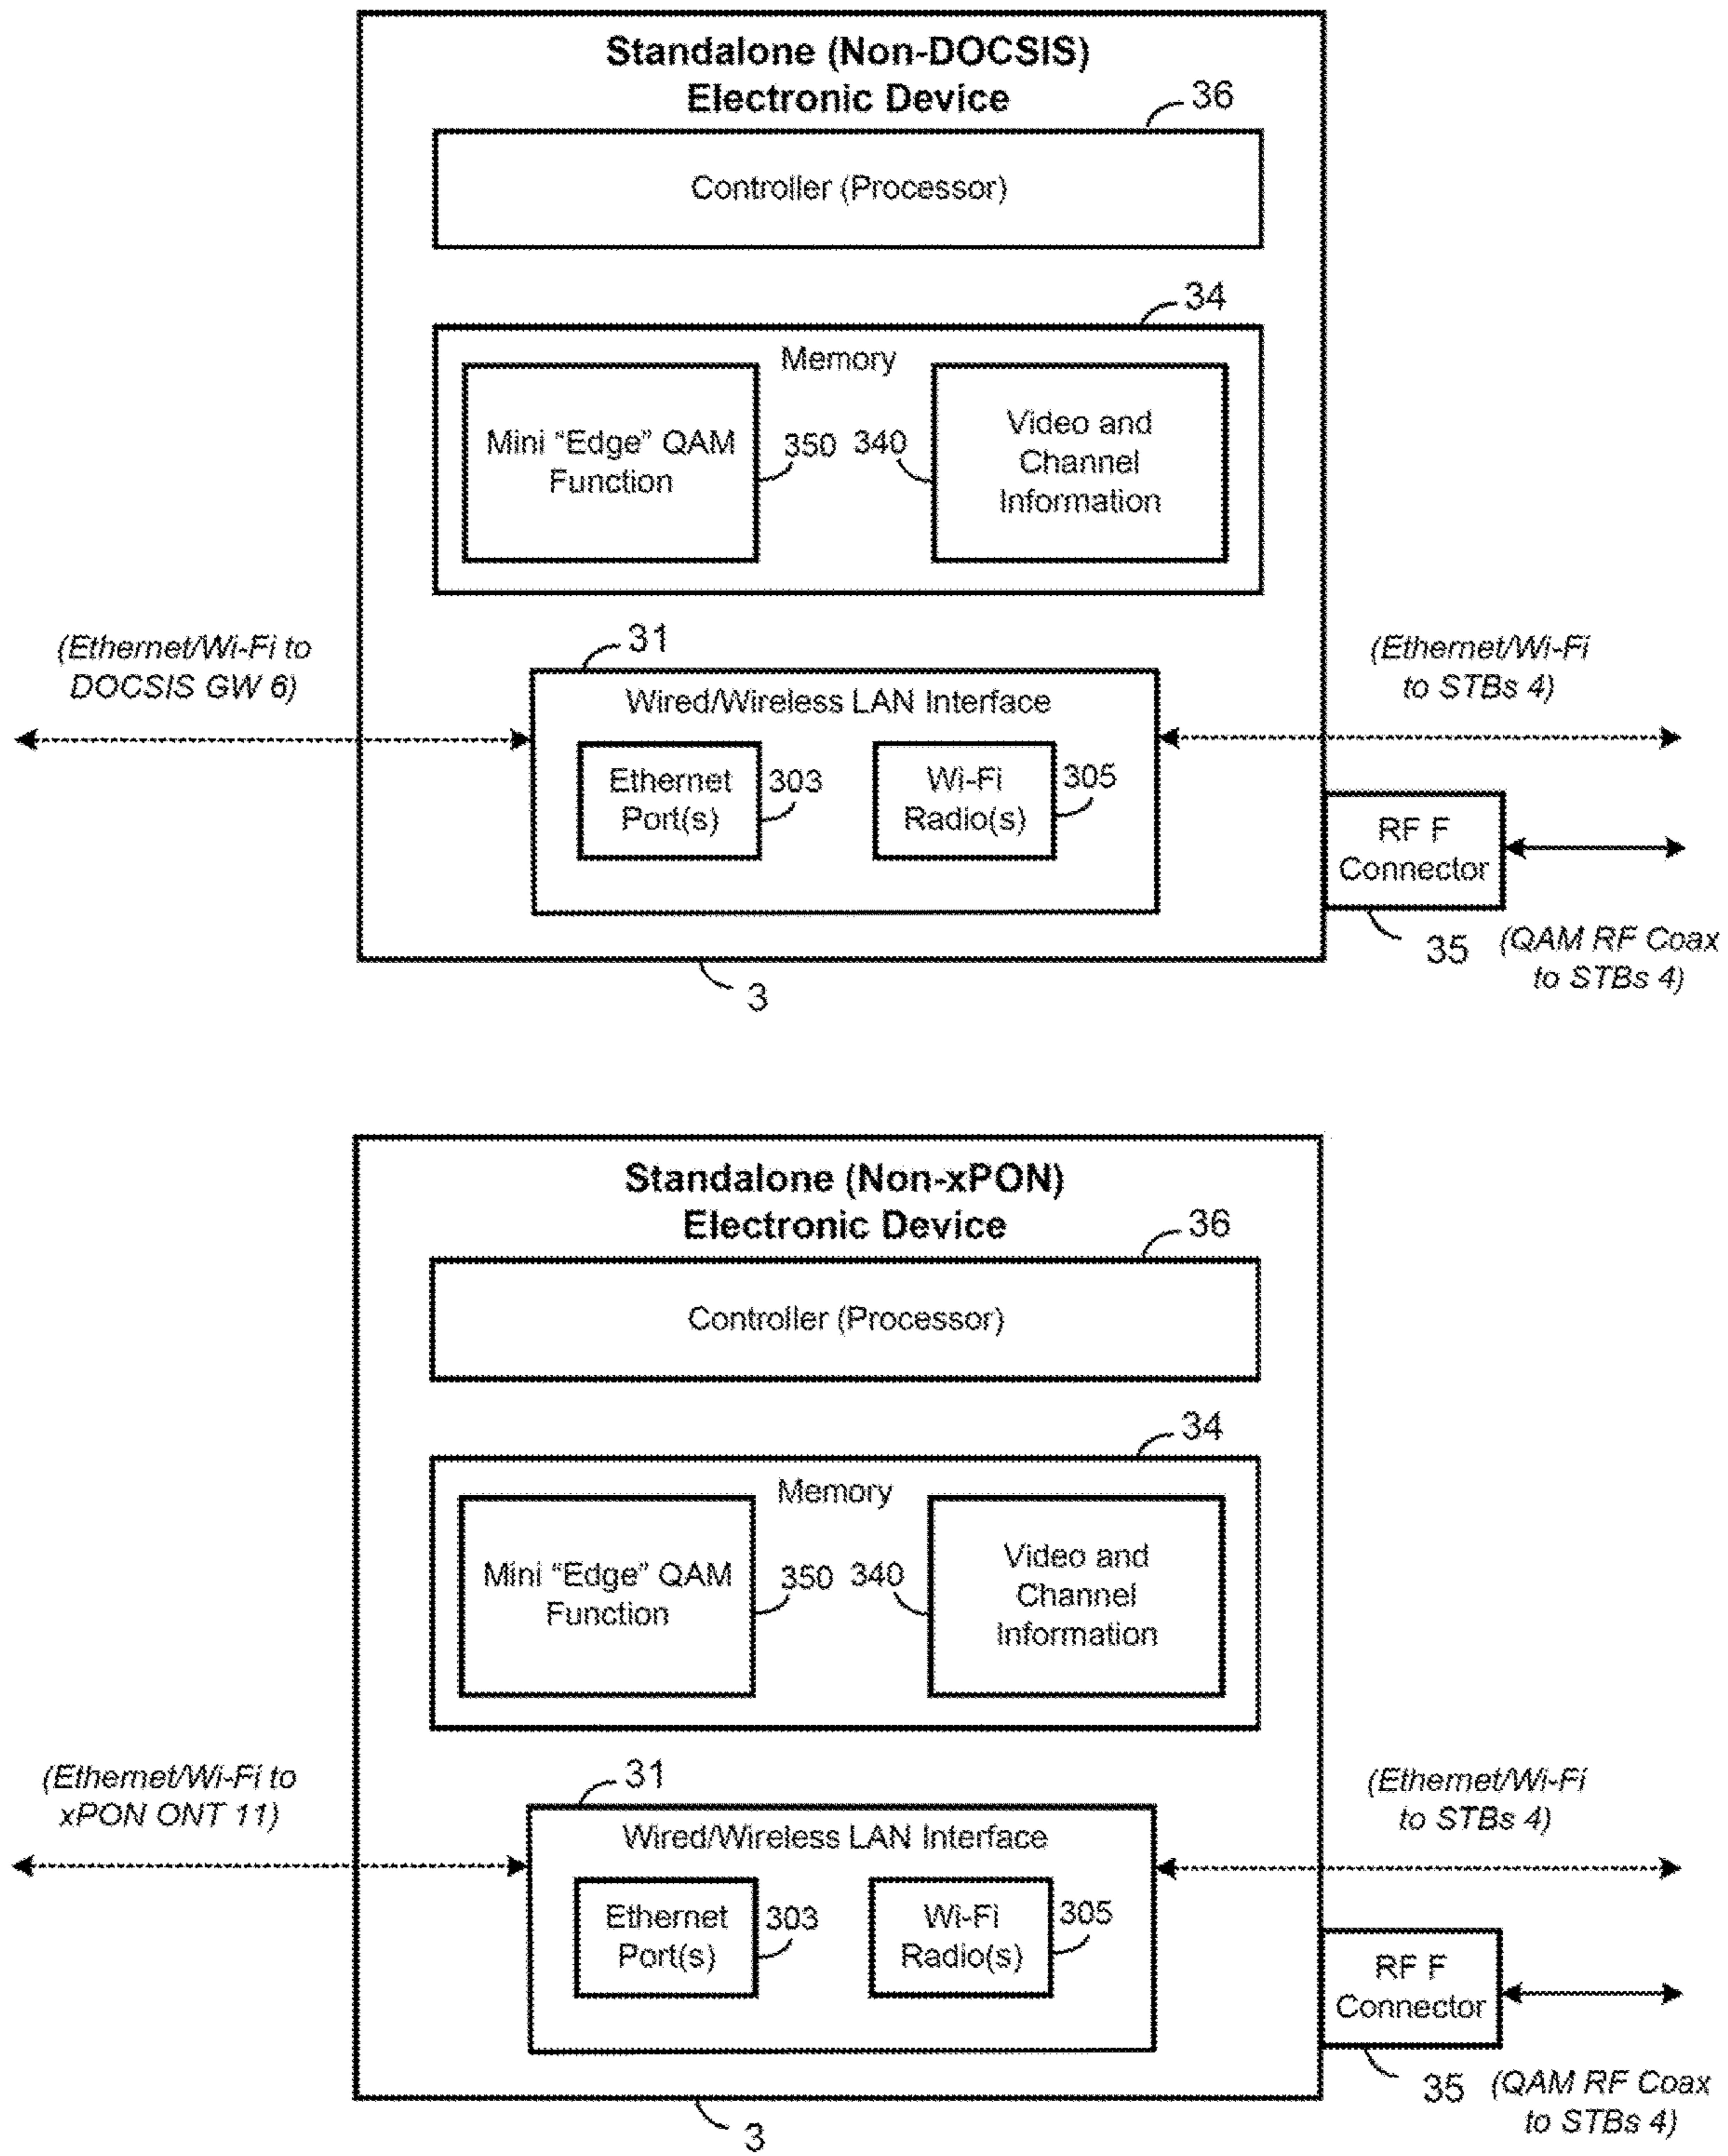 Standalone (Non-DOCSIS)
Electronic Device
36
Controller (Processor)
34
Memory
Mini “Edge” QAM
Function
350
340
Video and
Channel
Information
(Ethernet/Wi-Fi to
DOCSIS GW 6)
31
Wired/Wireless LAN Interface
Ethernet
Port(s)
303
Wi-Fi
Radio(s)
305
(Ethernet/Wi-Fi
to STBs 4)
RF F
Connector
35
(QAM RF Coax
to STBs 4)
3
Standalone (Non-xPON)
Electronic Device
36
Controller (Processor)
34
Memory
Mini “Edge” QAM
Function
350
340
Video and
Channel
Information
(Ethernet/Wi-Fi to
xPON ONT 11)
31
Wired/Wireless LAN Interface
Ethernet
Port(s)
303
Wi-Fi
Radio(s)
305
(Ethernet/Wi-Fi
to STBs 4)
RF F
Connector
35
(QAM RF Coax
to STBs 4)
3